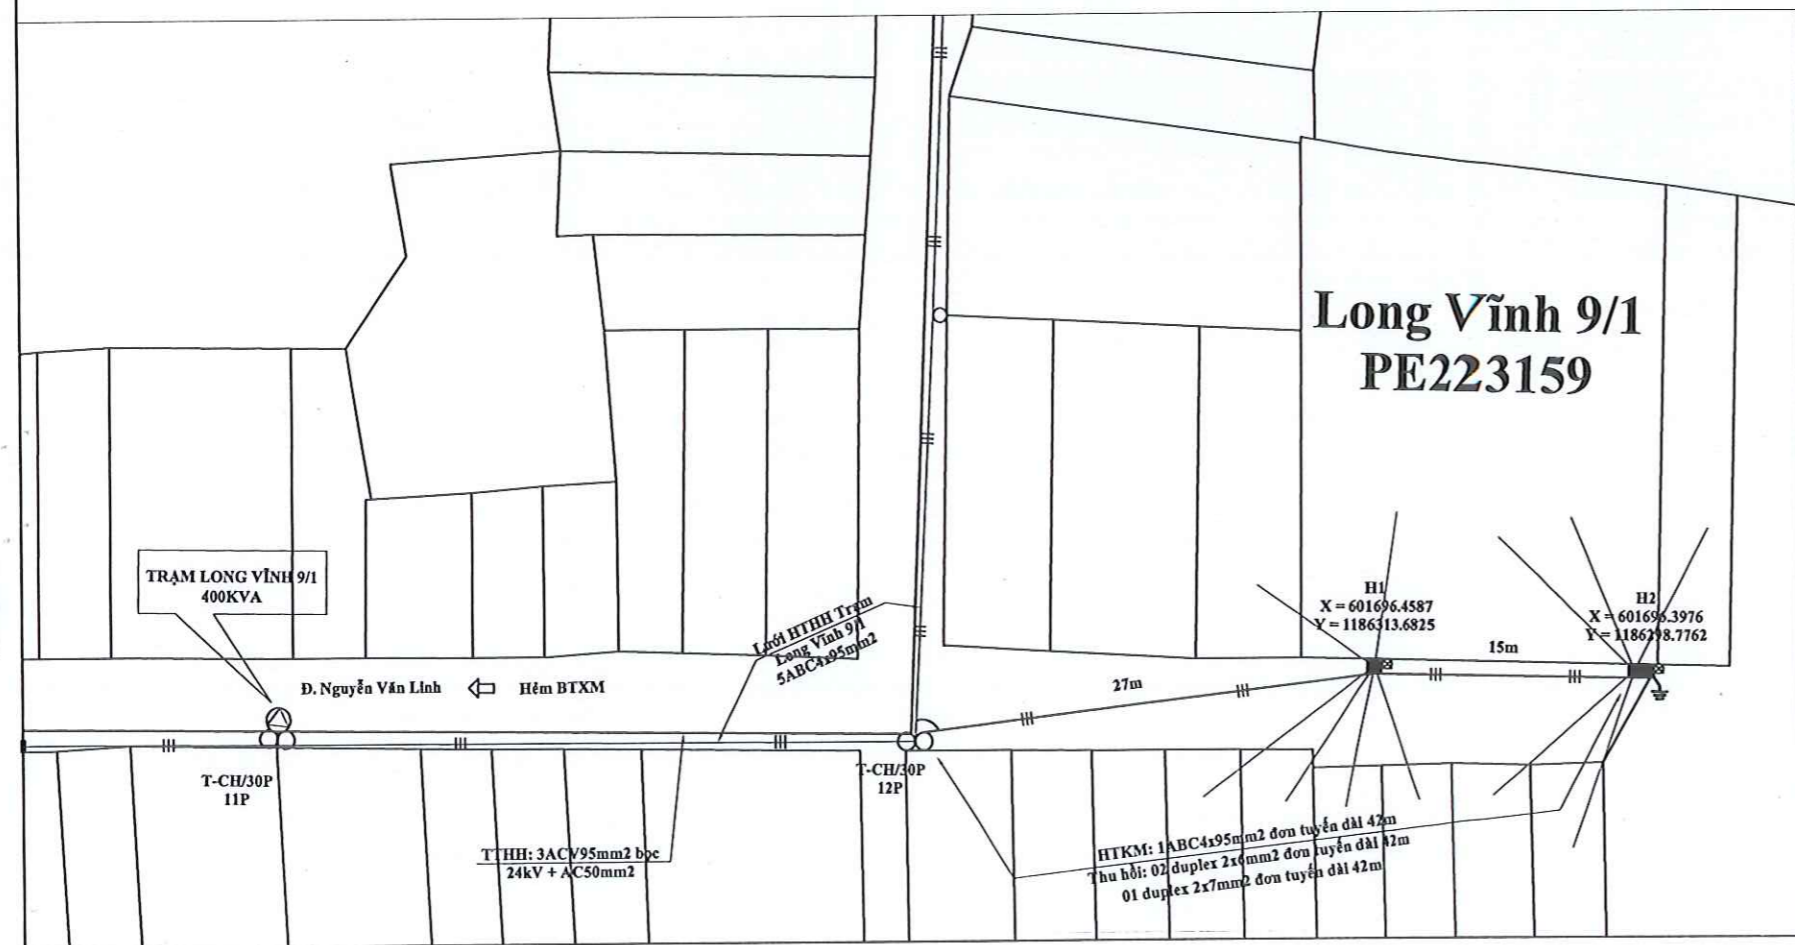 Long Vĩnh 9/1
PE223159
TRẠM LONG VĨNH 9/1
400KVA
Lưới HTHH Trạm
Long Vĩnh 9/1
5ABC4x95mm2
H1
X = 601696.4587
Y = 1186313.6825
H2
X = 601696.3976
Y = 1186298.7762
15m
27m
Đ. Nguyễn Văn Linh
Hẻm BTXM
T-CH/30P
11P
T-CH/30P
12P
TTHH: 3ACV95mm2 bọc
24kV + AC50mm2
HTKM: 1ABC4x95mm2 đơn tuyến dài 42m
Thu hồi: 02 duplex 2x6mm2 đơn tuyến dài 42m
01 duplex 2x7mm2 đơn tuyến dài 42m